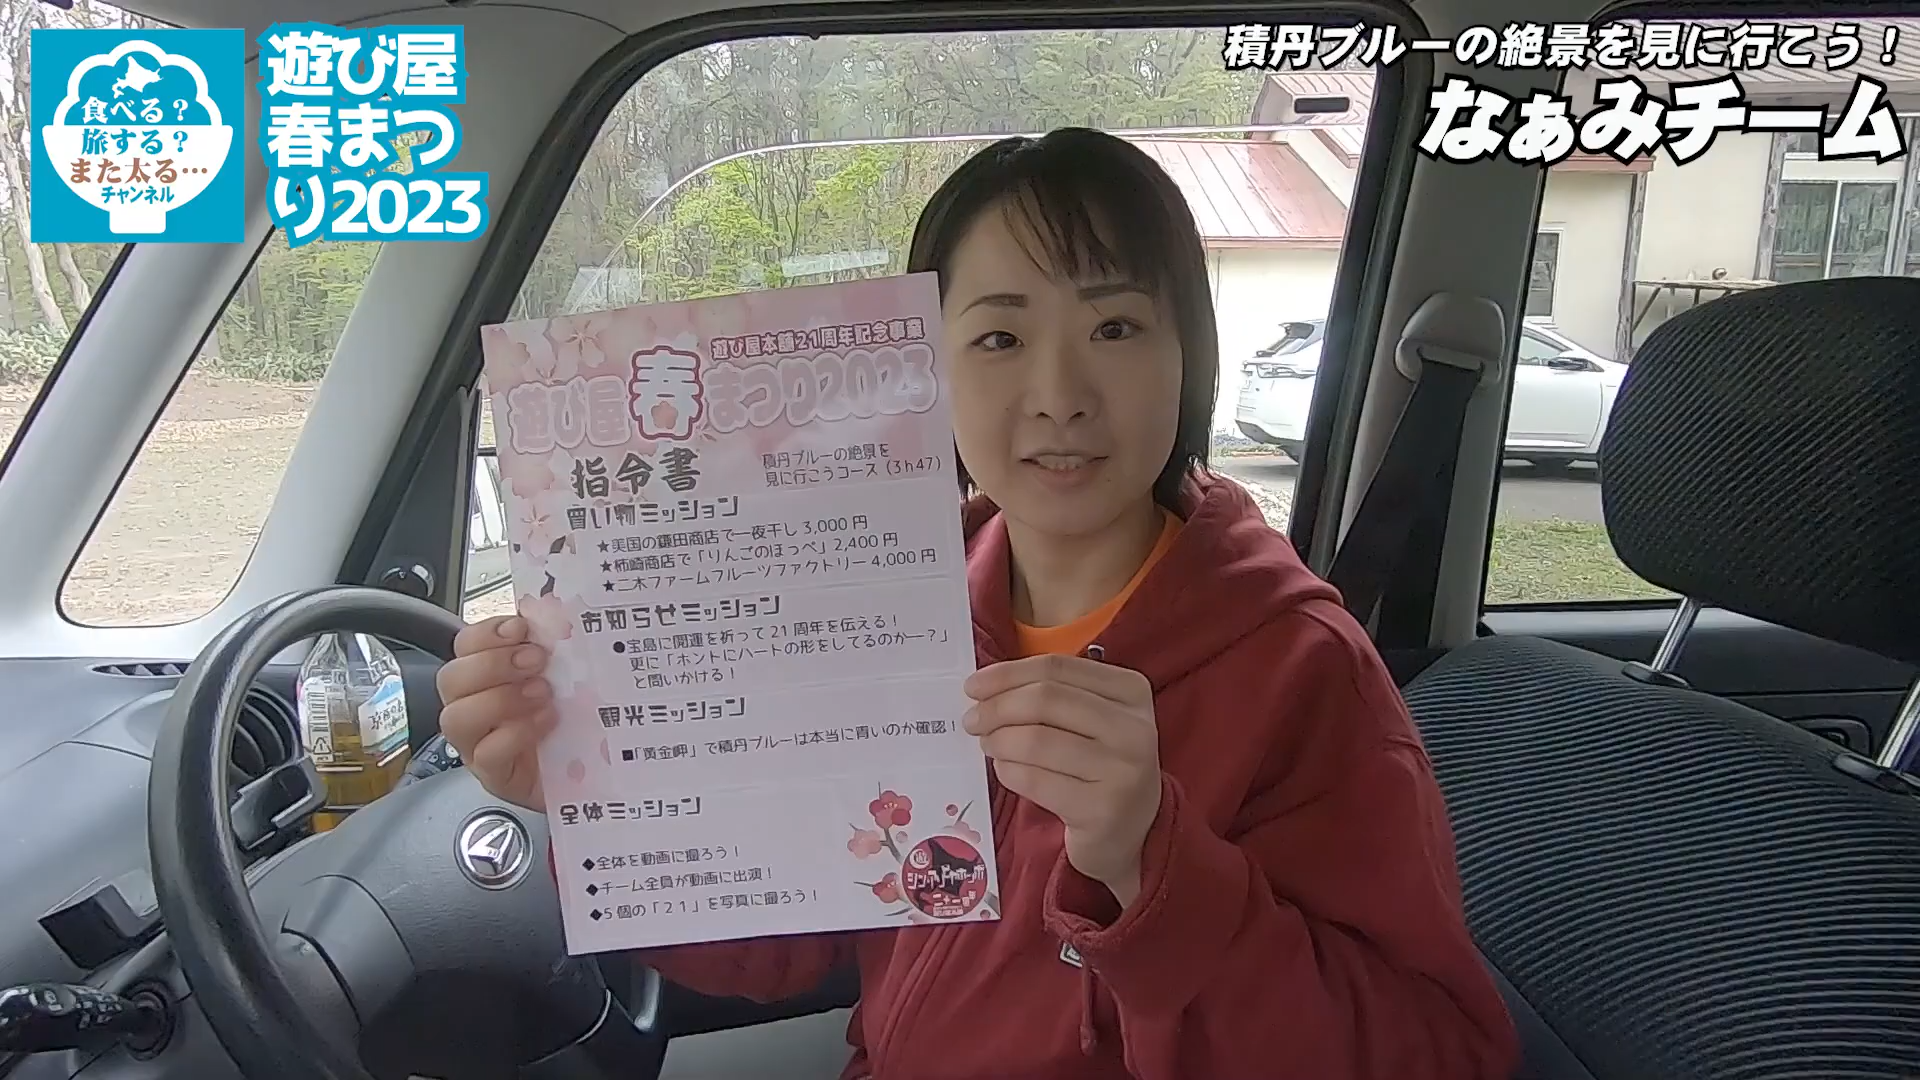 食べる？
旅する？
また太る…
チャンネル
遊び屋
春まつ
り2023
積丹ブルーの絶景を見に行こう！
なぁみチーム
遊び屋本舗21周年記念事業
遊び屋春まつり2023
指令書
積丹ブルーの絶景を
見に行こうコース（3h47）
買い物ミッション
★美国の鎌田商店で一夜干し3,000円
★柿崎商店で「りんごのほっぺ」2,400円
★二木ファームフルーツファクトリー4,000円
お知らせミッション
●宝島に開運を祈って21周年を伝える！
更に「ホントにハートの形をしてるのかー？」
と問いかける！
観光ミッション
■「黄金岬」で積丹ブルーは本当に青いのか確認！
全体ミッション
◆全体を動画に撮ろう！
◆チーム全員が動画に出演！
◆5個の「21」を写真に撮ろう！
シン・アソビヤホンポ